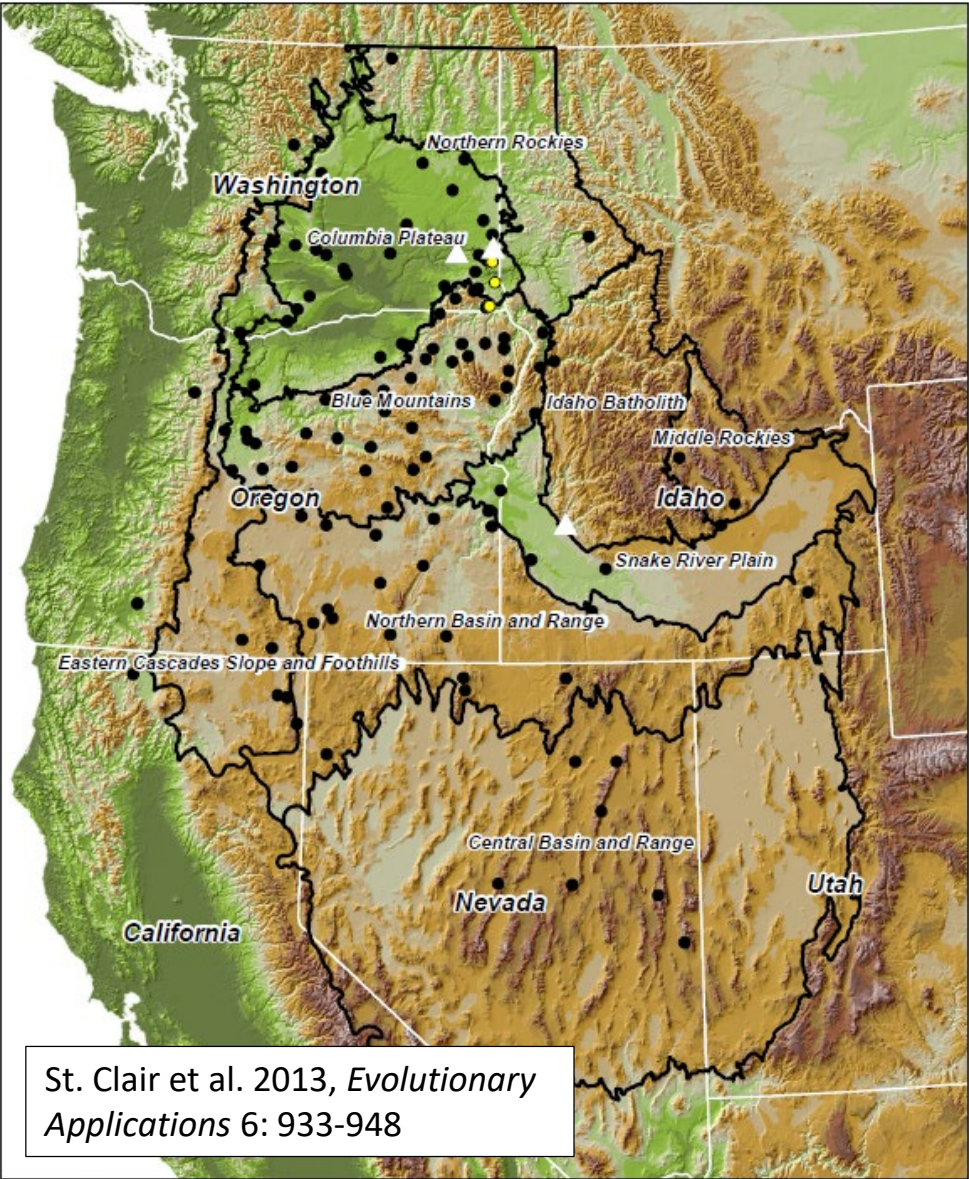 Northern Rockies
Washington
Columbia Plateau
Blue Mountains
Idaho Batholith
Middle Rockies
Oregon
Idaho
Snake River Plain
Northern Basin and Range
Eastern Cascades Slope and Foothills
Central Basin and Range
Utah
Nevada
California
St. Clair et al. 2013, Evolutionary
Applications 6: 933-948